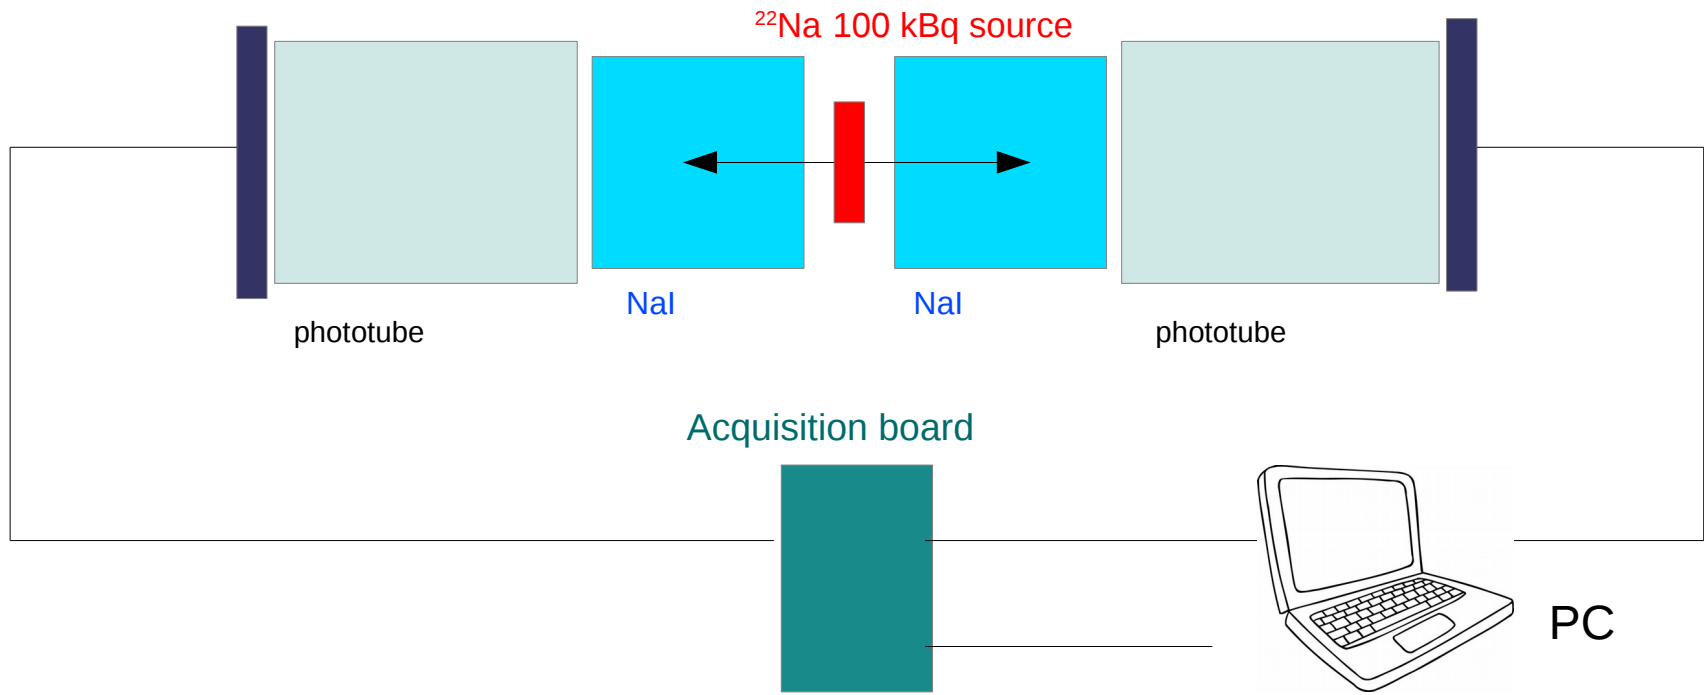 ²²Na 100 kBq source
NaI
NaI
phototube
phototube
Acquisition board
PC